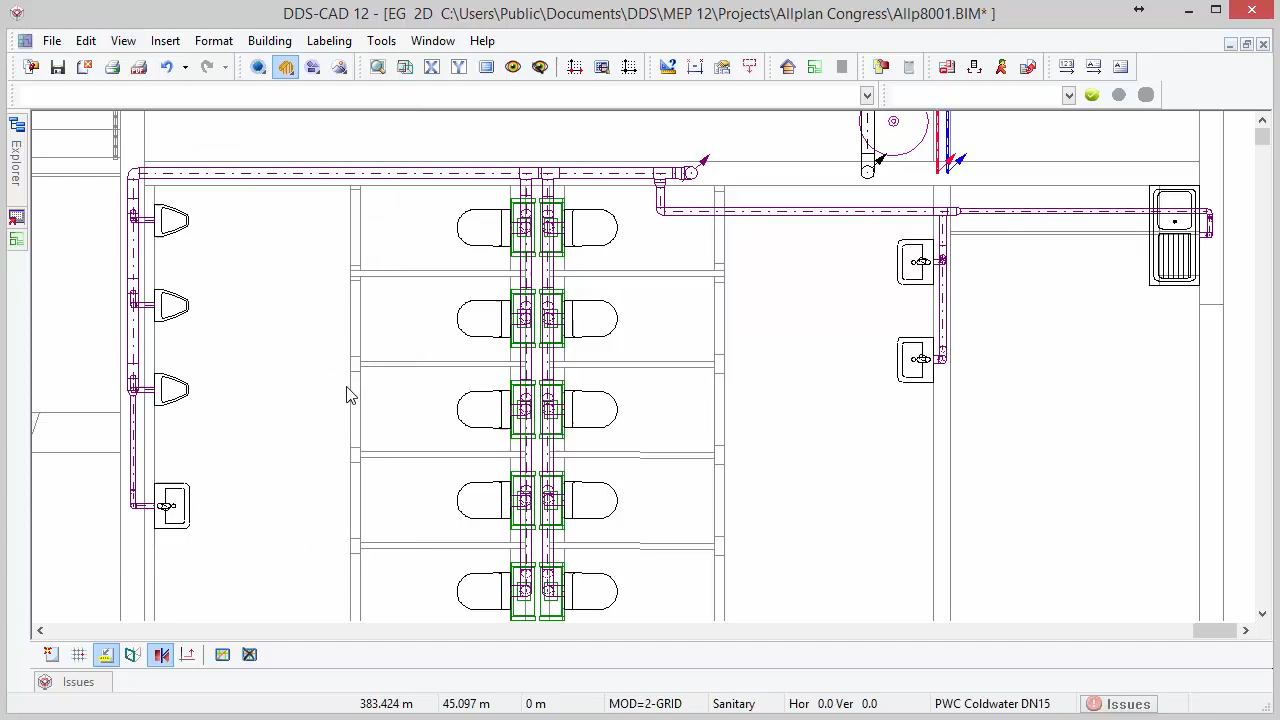 DDS-CAD 12 - [EG  2D  C:\Users\Public\Documents\DDS\MEP 12\Projects\Allplan Congress\Allp8001.BIM* ]
File Edit View Insert Format Building Labeling Tools Window Help
Explorer
Issues
383.424 m 45.097 m 0 m MOD=2-GRID Sanitary Hor 0.0 Ver 0.0 PWC Coldwater DN15 Issues